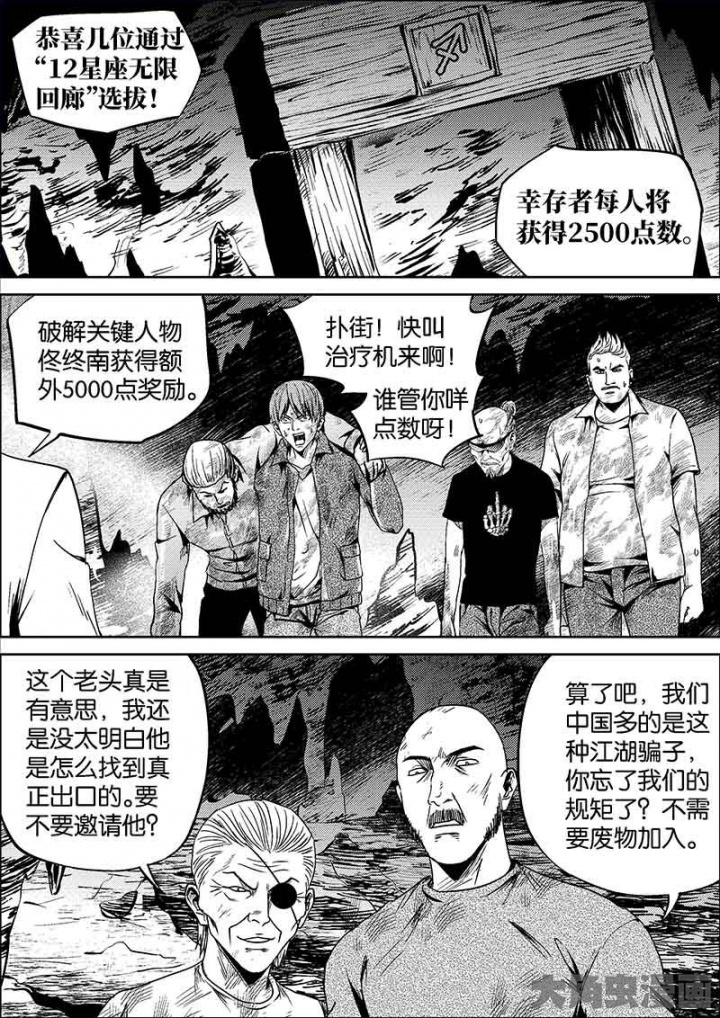 恭喜几位通过
“12星座无限
回廊”选拔！
幸存者每人将
获得2500点数。
破解关键人物
佟终南获得额
外5000点奖励。
扑街！快叫
治疗机来啊！
谁管你咩
点数呀！
这个老头真是
有意思，我还
是没太明白他
是怎么找到真
正出口的。要
不要邀请他？
算了吧，我们
中国多的是这
种江湖骗子，
你忘了我们的
规矩了？不需
要废物加入。
大角虫漫画